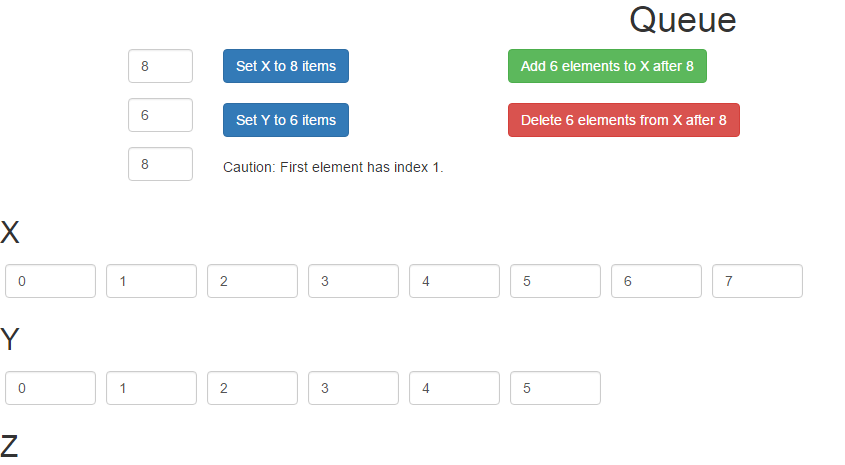 Queue
8 Set X to 8 items Add 6 elements to X after 8
6 Set Y to 6 items Delete 6 elements from X after 8
8 Caution: First element has index 1.
X
0 1 2 3 4 5 6 7
Y
0 1 2 3 4 5
Z